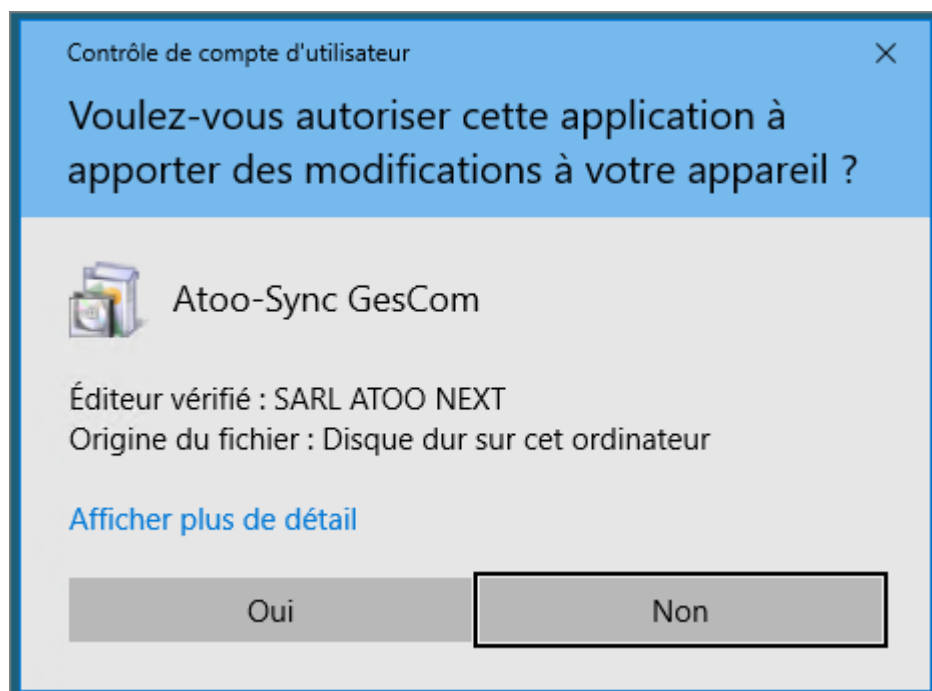 Contrôle de compte d'utilisateur
Voulez-vous autoriser cette application à
apporter des modifications à votre appareil ?
Atoo-Sync GesCom
Éditeur vérifié : SARL ATOO NEXT
Origine du fichier : Disque dur sur cet ordinateur
Afficher plus de détail
Oui
Non